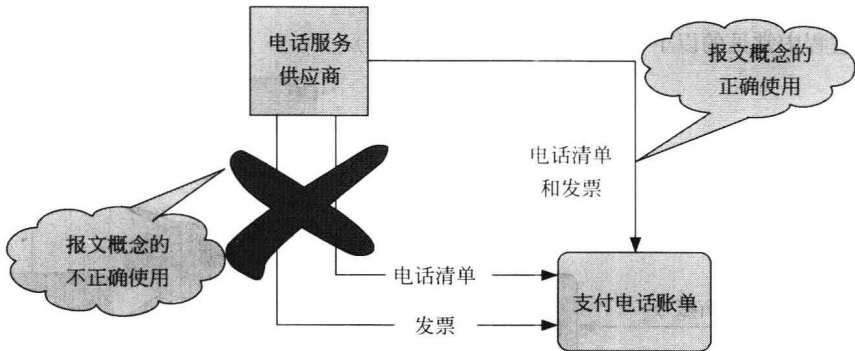 电话服务
供应商
报文概念的
正确使用
电话清单
和发票
报文概念的
不正确使用
电话清单
发票
支付电话账单